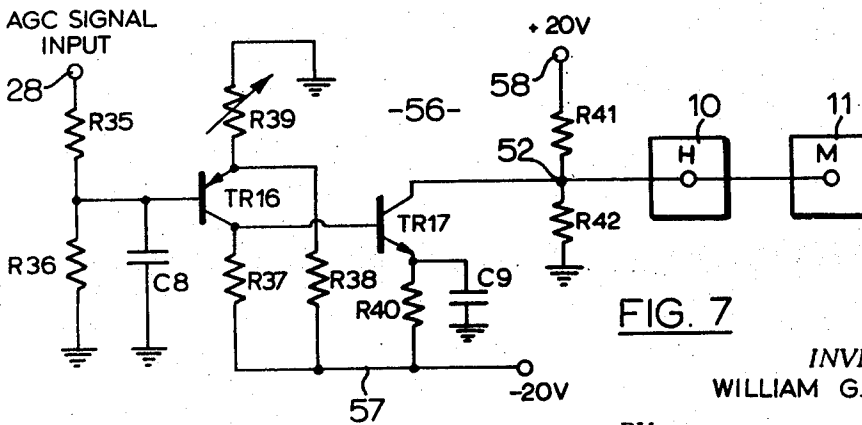 AGC SIGNAL
INPUT
28
R35
R36
C8
R39
TR16
R37
R38
-56-
TR17
R40
C9
57
-20V
+20V
58
R41
52
R42
10
H
11
M
FIG. 7
INVE
WILLIAM G.